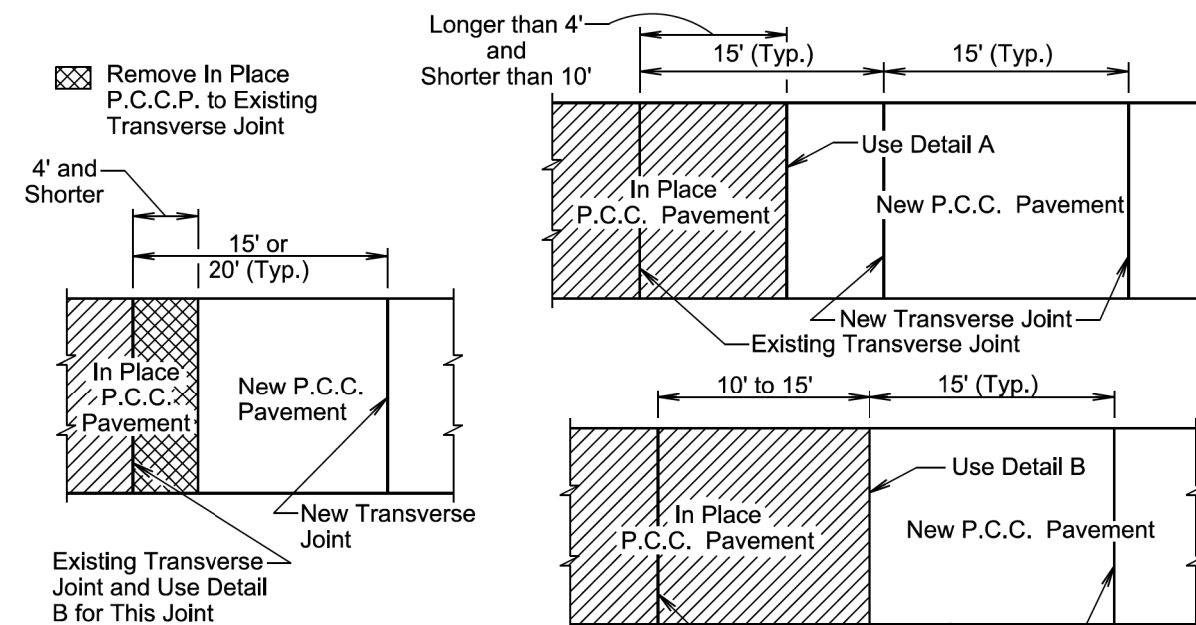 Remove In Place
P.C.C.P. to Existing
Transverse Joint
4' and
Shorter
15' or
20' (Typ.)
In Place
P.C.C.
Pavement
New P.C.C.
Pavement
New Transverse
Joint
Existing Transverse
Joint and Use Detail
B for This Joint
Longer than 4'
and
Shorter than 10'
15' (Typ.)
15' (Typ.)
Use Detail A
In Place
P.C.C. Pavement
New P.C.C. Pavement
New Transverse Joint
Existing Transverse Joint
10' to 15'
15' (Typ.)
Use Detail B
In Place
P.C.C. Pavement
New P.C.C. Pavement